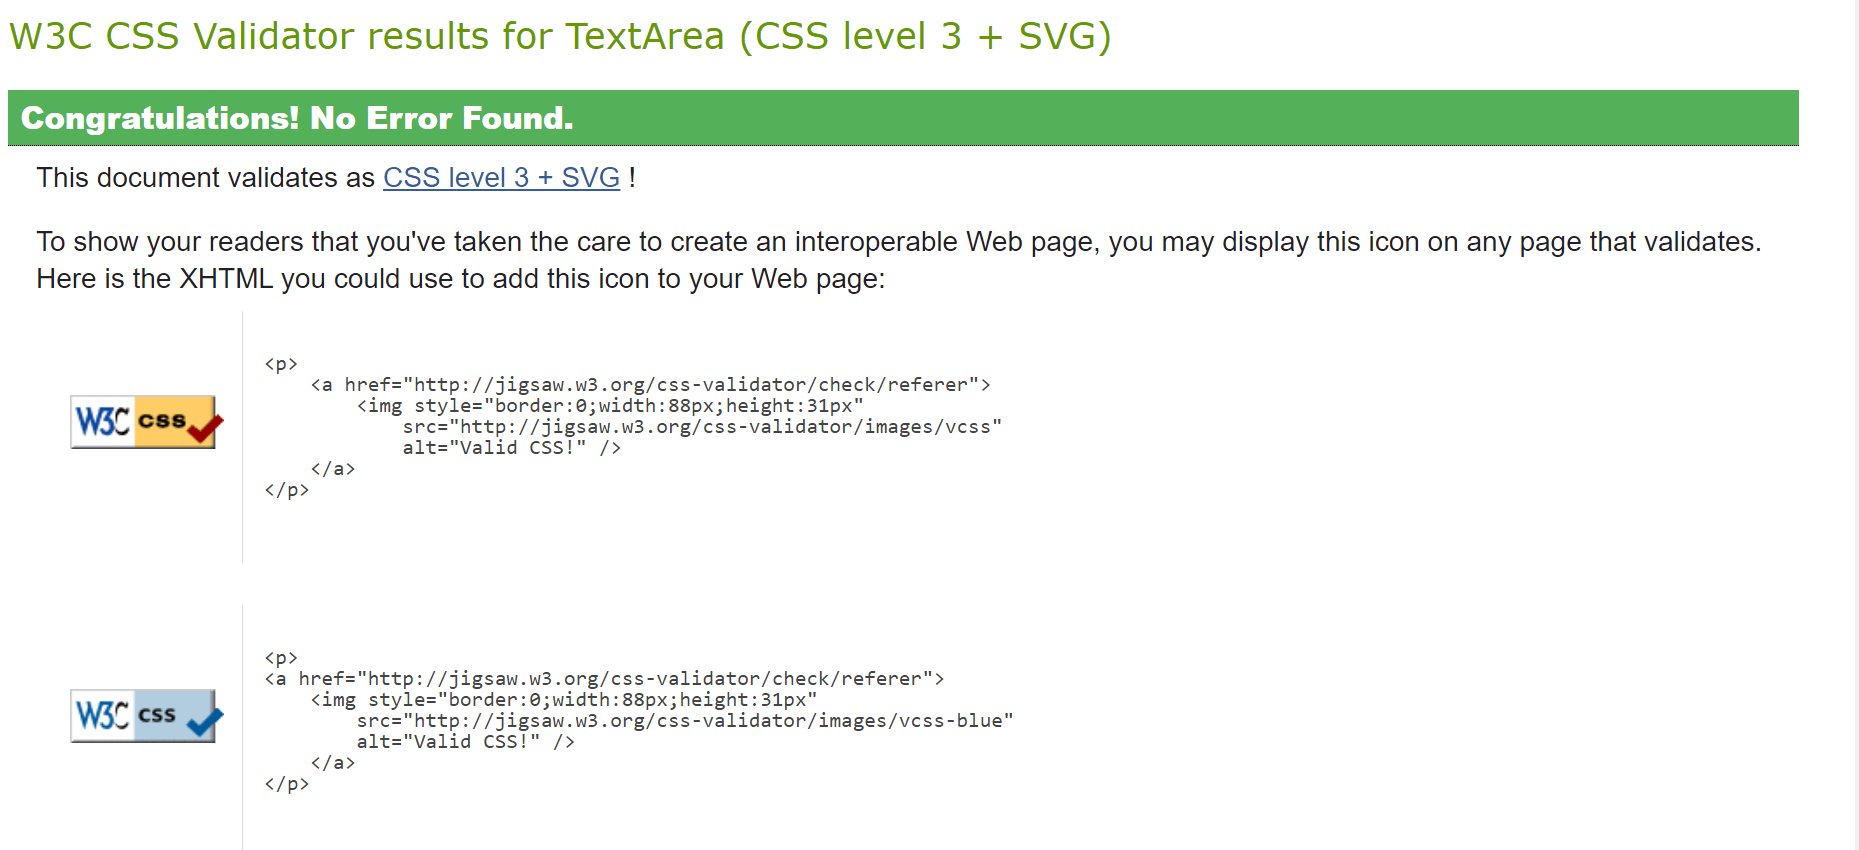 W3C CSS Validator results for TextArea (CSS level 3 + SVG)
Congratulations! No Error Found.
This document validates as CSS level 3 + SVG !
To show your readers that you've taken the care to create an interoperable Web page, you may display this icon on any page that validates.
Here is the XHTML you could use to add this icon to your Web page:
W3C css
<p>
    <a href="http://jigsaw.w3.org/css-validator/check/referer">
        <img style="border:0;width:88px;height:31px"
            src="http://jigsaw.w3.org/css-validator/images/vcss"
            alt="Valid CSS!" />
    </a>
</p>
W3C css
<p>
<a href="http://jigsaw.w3.org/css-validator/check/referer">
    <img style="border:0;width:88px;height:31px"
        src="http://jigsaw.w3.org/css-validator/images/vcss-blue"
        alt="Valid CSS!" />
    </a>
</p>